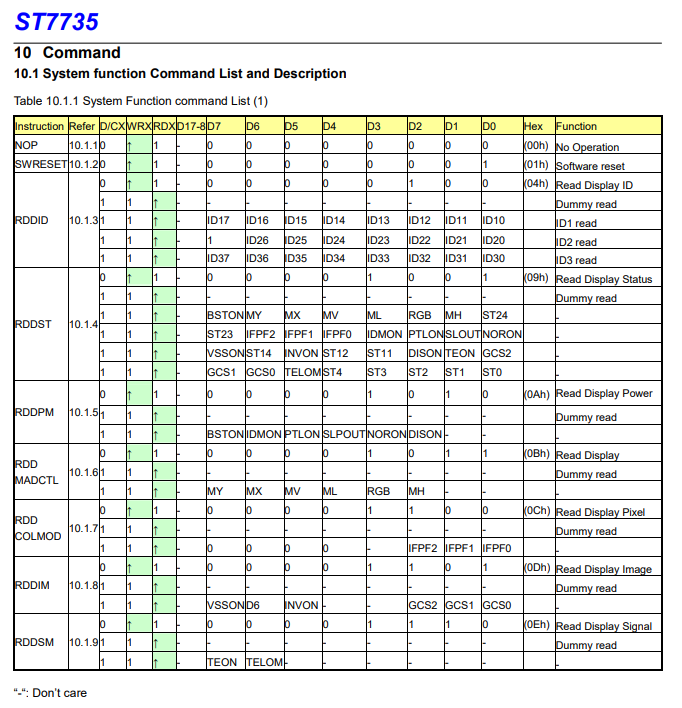 ST7735
10 Command
10.1 System function Command List and Description
Table 10.1.1 System Function command List (1)
Instruction Refer D/CX WRX RDX D17-8 D7 D6 D5 D4 D3 D2 D1 D0 Hex Function
NOP 10.1.1 0 ↑ 1 - 0 0 0 0 0 0 0 0 (00h) No Operation
SWRESET 10.1.2 0 ↑ 1 - 0 0 0 0 0 0 0 1 (01h) Software reset
0 ↑ 1 - 0 0 0 0 0 1 0 0 (04h) Read Display ID
1 1 ↑ - - - - - - - - - Dummy read
RDDID 10.1.3 1 1 ↑ - ID17 ID16 ID15 ID14 ID13 ID12 ID11 ID10 ID1 read
1 1 ↑ - 1 ID26 ID25 ID24 ID23 ID22 ID21 ID20 ID2 read
1 1 ↑ - ID37 ID36 ID35 ID34 ID33 ID32 ID31 ID30 ID3 read
0 ↑ 1 - 0 0 0 0 1 0 0 1 (09h) Read Display Status
1 1 ↑ - - - - - - - - - Dummy read
RDDST 10.1.4 1 1 ↑ - BSTON MY MX MV ML RGB MH ST24 -
1 1 ↑ - ST23 IFPF2 IFPF1 IFPF0 IDMON PTLON SLOUT NORON -
1 1 ↑ - VSSON ST14 INVON ST12 ST11 DISON TEON GCS2 -
1 1 ↑ - GCS1 GCS0 TELOM ST4 ST3 ST2 ST1 ST0 -
0 ↑ 1 - 0 0 0 0 1 0 1 0 (0Ah) Read Display Power
RDDPM 10.1.5 1 1 ↑ - - - - - - - - - Dummy read
1 1 ↑ - BSTON IDMON PTLON SLPOUT NORON DISON - - -
0 ↑ 1 - 0 0 0 0 1 0 1 1 (0Bh) Read Display
RDD MADCTL 10.1.6 1 1 ↑ - - - - - - - - - Dummy read
1 1 ↑ - MY MX MV ML RGB MH - - -
0 ↑ 1 - 0 0 0 0 1 1 0 0 (0Ch) Read Display Pixel
RDD COLMOD 10.1.7 1 1 ↑ - - - - - - - - - Dummy read
1 1 ↑ - 0 0 0 0 - IFPF2 IFPF1 IFPF0 -
0 ↑ 1 - 0 0 0 0 1 1 0 1 (0Dh) Read Display Image
RDDIM 10.1.8 1 1 ↑ - - - - - - - - - Dummy read
1 1 ↑ - VSSON D6 INVON - - GCS2 GCS1 GCS0 -
0 ↑ 1 - 0 0 0 0 1 1 1 0 (0Eh) Read Display Signal
RDDSM 10.1.9 1 1 ↑ - - - - - - - - - Dummy read
1 1 ↑ - TEON TELOM - - - - - - -
“-“: Don’t care